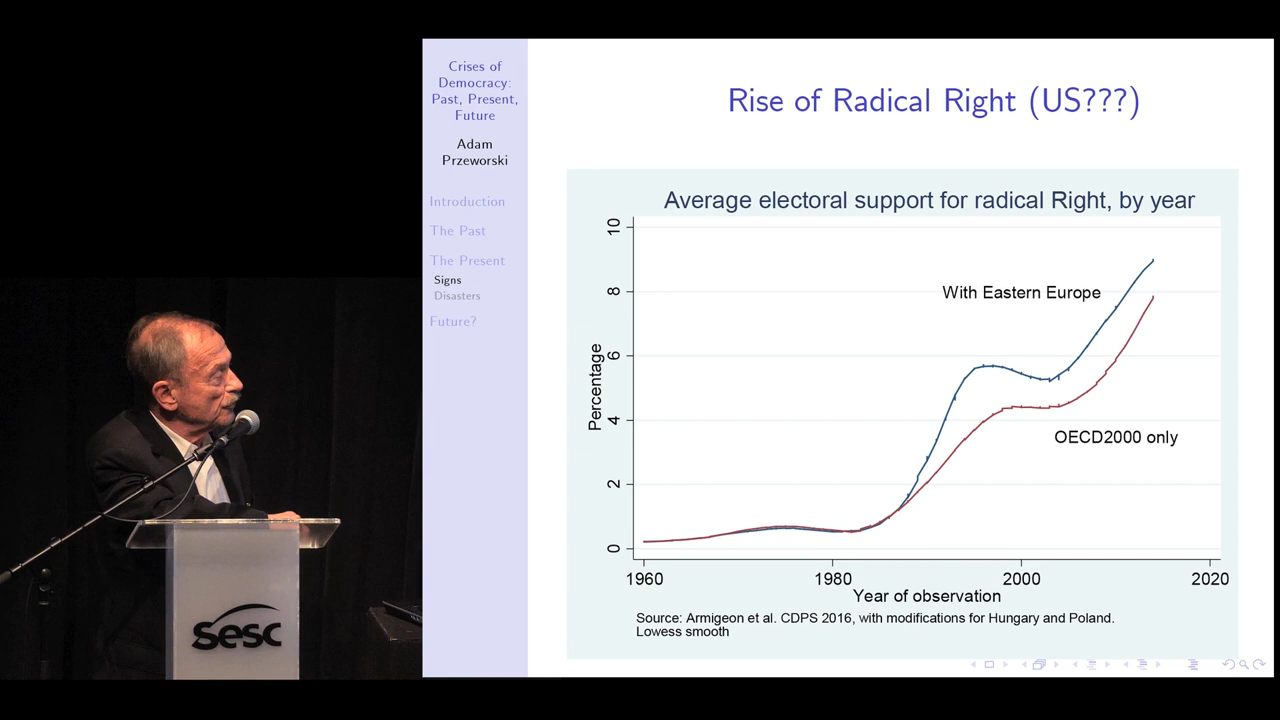 Crises of
Democracy:
Past, Present,
Future
Adam
Przeworski
Introduction
The Past
The Present
Signs
Disasters
Future?
Rise of Radical Right (US???)
Average electoral support for radical Right, by year
10
8
6
4
2
0
Percentage
With Eastern Europe
OECD2000 only
1960
1980
2000
2020
Year of observation
Source: Armigeon et al. CDPS 2016, with modifications for Hungary and Poland.
Lowess smooth
sesc